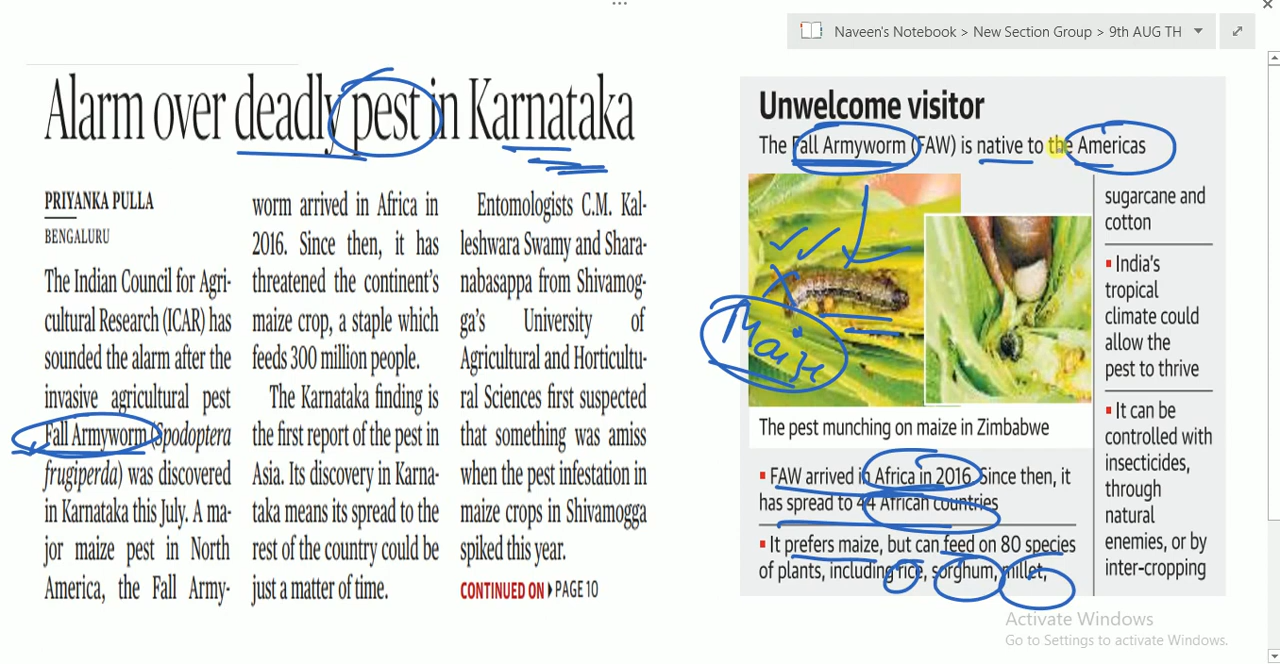 Naveen's Notebook > New Section Group > 9th AUG TH
Alarm over deadly pest in Karnataka
PRIYANKA PULLA
BENGALURU
The Indian Council for Agri-
cultural Research (ICAR) has
sounded the alarm after the
invasive agricultural pest
Fall Armyworm (Spodoptera
frugiperda) was discovered
in Karnataka this July. A ma-
jor maize pest in North
America, the Fall Army-
worm arrived in Africa in
2016. Since then, it has
threatened the continent's
maize crop, a staple which
feeds 300 million people.
The Karnataka finding is
the first report of the pest in
Asia. Its discovery in Karna-
taka means its spread to the
rest of the country could be
just a matter of time.
Entomologists C.M. Kal-
leshwara Swamy and Shara-
nabasappa from Shivamog-
ga's University of
Agricultural and Horticultu-
ral Sciences first suspected
that something was amiss
when the pest infestation in
maize crops in Shivamogga
spiked this year.
CONTINUED ON PAGE 10
Unwelcome visitor
The Fall Armyworm (FAW) is native to the Americas
Maize
The pest munching on maize in Zimbabwe
FAW arrived in Africa in 2016. Since then, it
has spread to 44 African countries
It prefers maize, but can feed on 80 species
of plants, including rice, sorghum, millet,
sugarcane and
cotton
India's
tropical
climate could
allow the
pest to thrive
It can be
controlled with
insecticides,
through
natural
enemies, or by
inter-cropping
Activate Windows
Go to Settings to activate Windows.